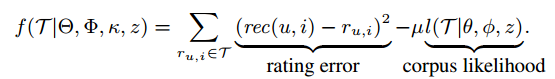 f(𝒯|Θ, Φ, κ, z) = ∑_{r_{u,i}∈𝒯} (rec(u, i) − r_{u,i})² −μl(𝒯|θ, ϕ, z).
rating error corpus likelihood